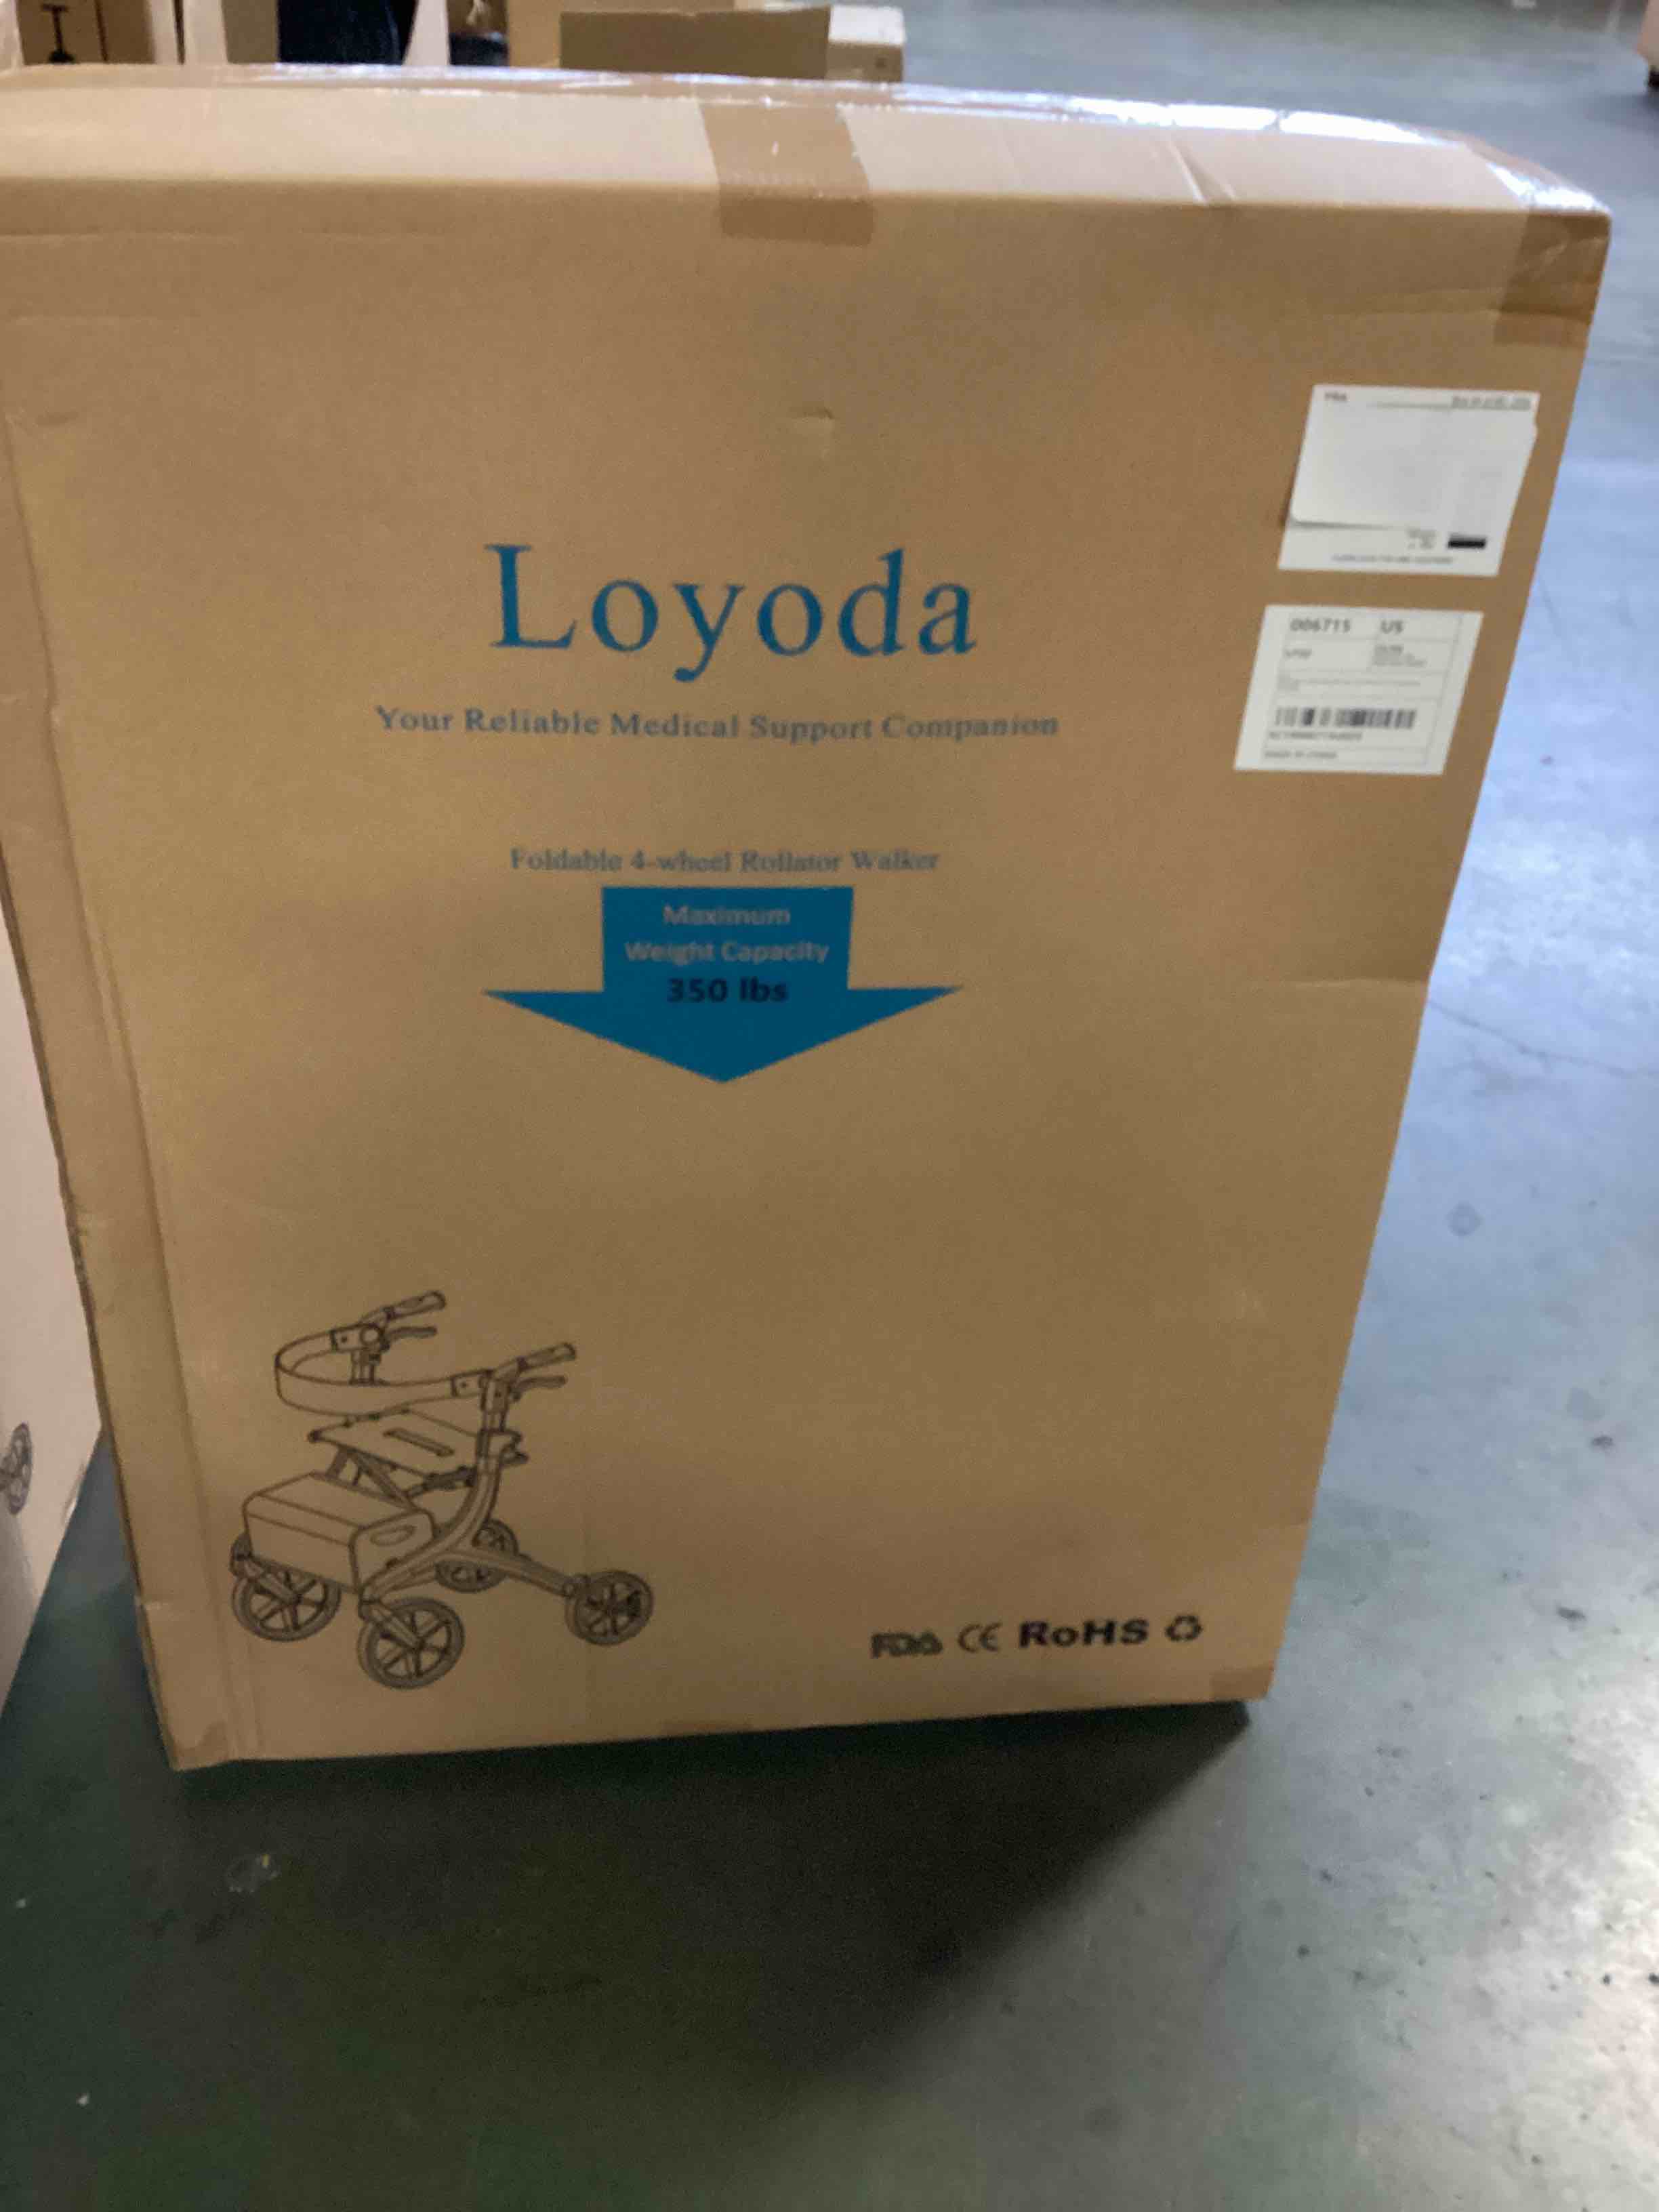 Loyoda
Your Reliable Medical Support Companion
006715 US
Foldable 4-wheel Rollator Walker
Maximum
Weight Capacity
350 lbs
FDA CE RoHS